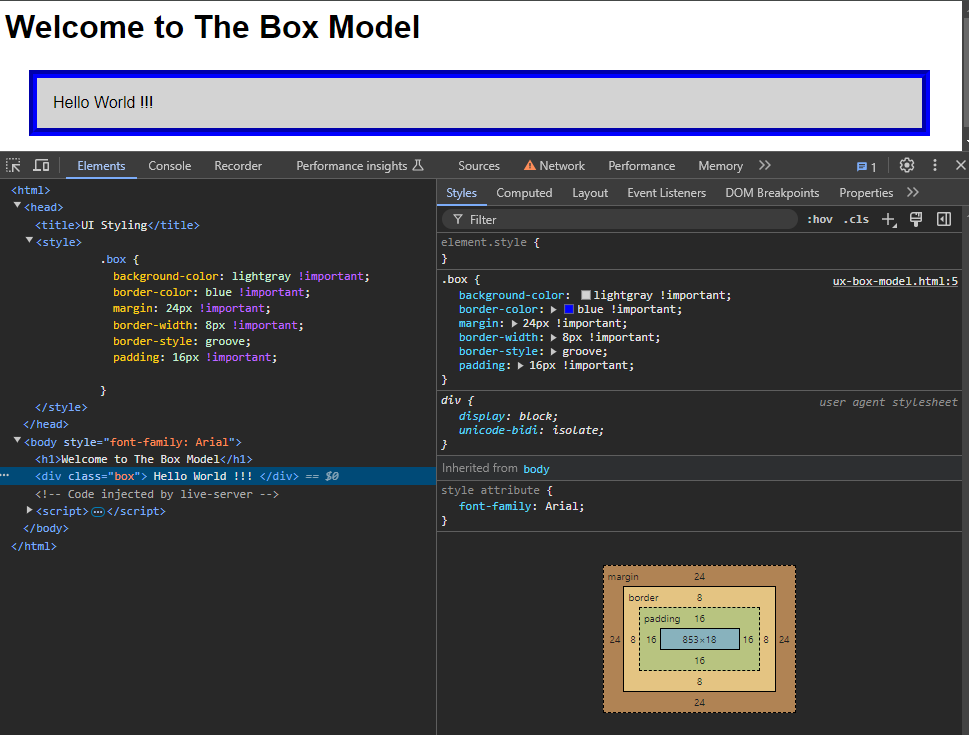 Welcome to The Box Model
Hello World !!!
Elements Console Recorder Performance insights Sources Network Performance Memory 1
<html>
<head>
<title>UI Styling</title>
<style>
.box {
background-color: lightgray !important;
border-color: blue !important;
margin: 24px !important;
border-width: 8px !important;
border-style: groove;
padding: 16px !important;
}
</style>
</head>
<body style="font-family: Arial">
<h1>Welcome to The Box Model</h1>
<div class="box"> Hello World !!! </div> == $0
<!-- Code injected by live-server -->
<script>…</script>
</body>
</html>
Styles Computed Layout Event Listeners DOM Breakpoints Properties
Filter :hov .cls
element.style {
}
.box { ux-box-model.html:5
background-color: lightgray !important;
border-color: blue !important;
margin: 24px !important;
border-width: 8px !important;
border-style: groove;
padding: 16px !important;
}
div { user agent stylesheet
display: block;
unicode-bidi: isolate;
}
Inherited from body
style attribute {
font-family: Arial;
}
margin 24
border 8
padding 16
24 8 16 853×18 16 8 24
16
8
24